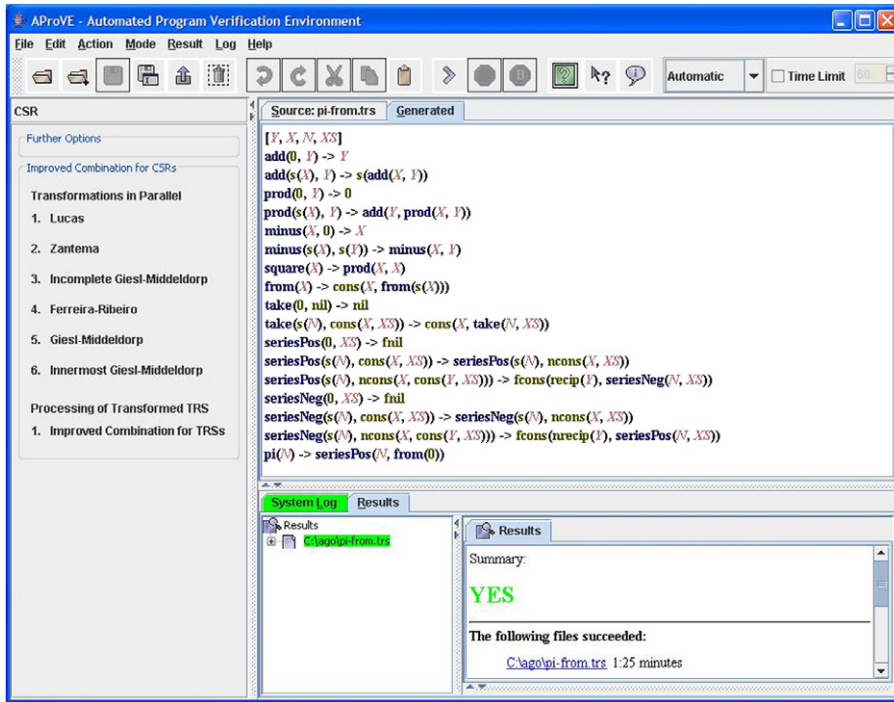 AProVE - Automated Program Verification Environment
File Edit Action Mode Result Log Help
Automatic Time Limit 60
CSR
Further Options
Improved Combination for CSRs
Transformations in Parallel
1. Lucas
2. Zantema
3. Incomplete Giesl-Middeldorp
4. Ferreira-Ribeiro
5. Giesl-Middeldorp
6. Innermost Giesl-Middeldorp
Processing of Transformed TRS
1. Improved Combination for TRSs
Source: pi-from.trs Generated
[Y, X, N, XS]
add(0, Y) -> Y
add(s(X), Y) -> s(add(X, Y))
prod(0, Y) -> 0
prod(s(X), Y) -> add(Y, prod(X, Y))
minus(X, 0) -> X
minus(s(X), s(Y)) -> minus(X, Y)
square(X) -> prod(X, X)
from(X) -> cons(X, from(s(X)))
take(0, nil) -> nil
take(s(N), cons(X, XS)) -> cons(X, take(N, XS))
seriesPos(0, XS) -> fnil
seriesPos(s(N), cons(X, XS)) -> seriesPos(s(N), ncons(X, XS))
seriesPos(s(N), ncons(X, cons(Y, XS))) -> fcons(recip(Y), seriesNeg(N, XS))
seriesNeg(0, XS) -> fnil
seriesNeg(s(N), cons(X, XS)) -> seriesNeg(s(N), ncons(X, XS))
seriesNeg(s(N), ncons(X, cons(Y, XS))) -> fcons(nrecip(Y), seriesPos(N, XS))
pi(N) -> seriesPos(N, from(0))
System Log Results
Results
C:\ago\pi-from.trs
Results
Summary:
YES
The following files succeeded:
C:\ago\pi-from.trs 1:25 minutes